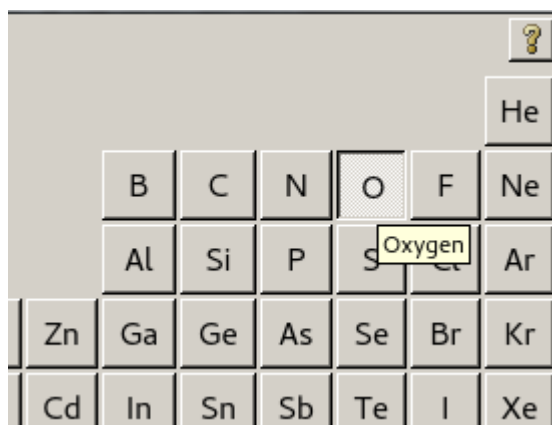 ?
He
B C N O F Ne
Oxygen
Al Si P S Cl Ar
Zn Ga Ge As Se Br Kr
Cd In Sn Sb Te I Xe